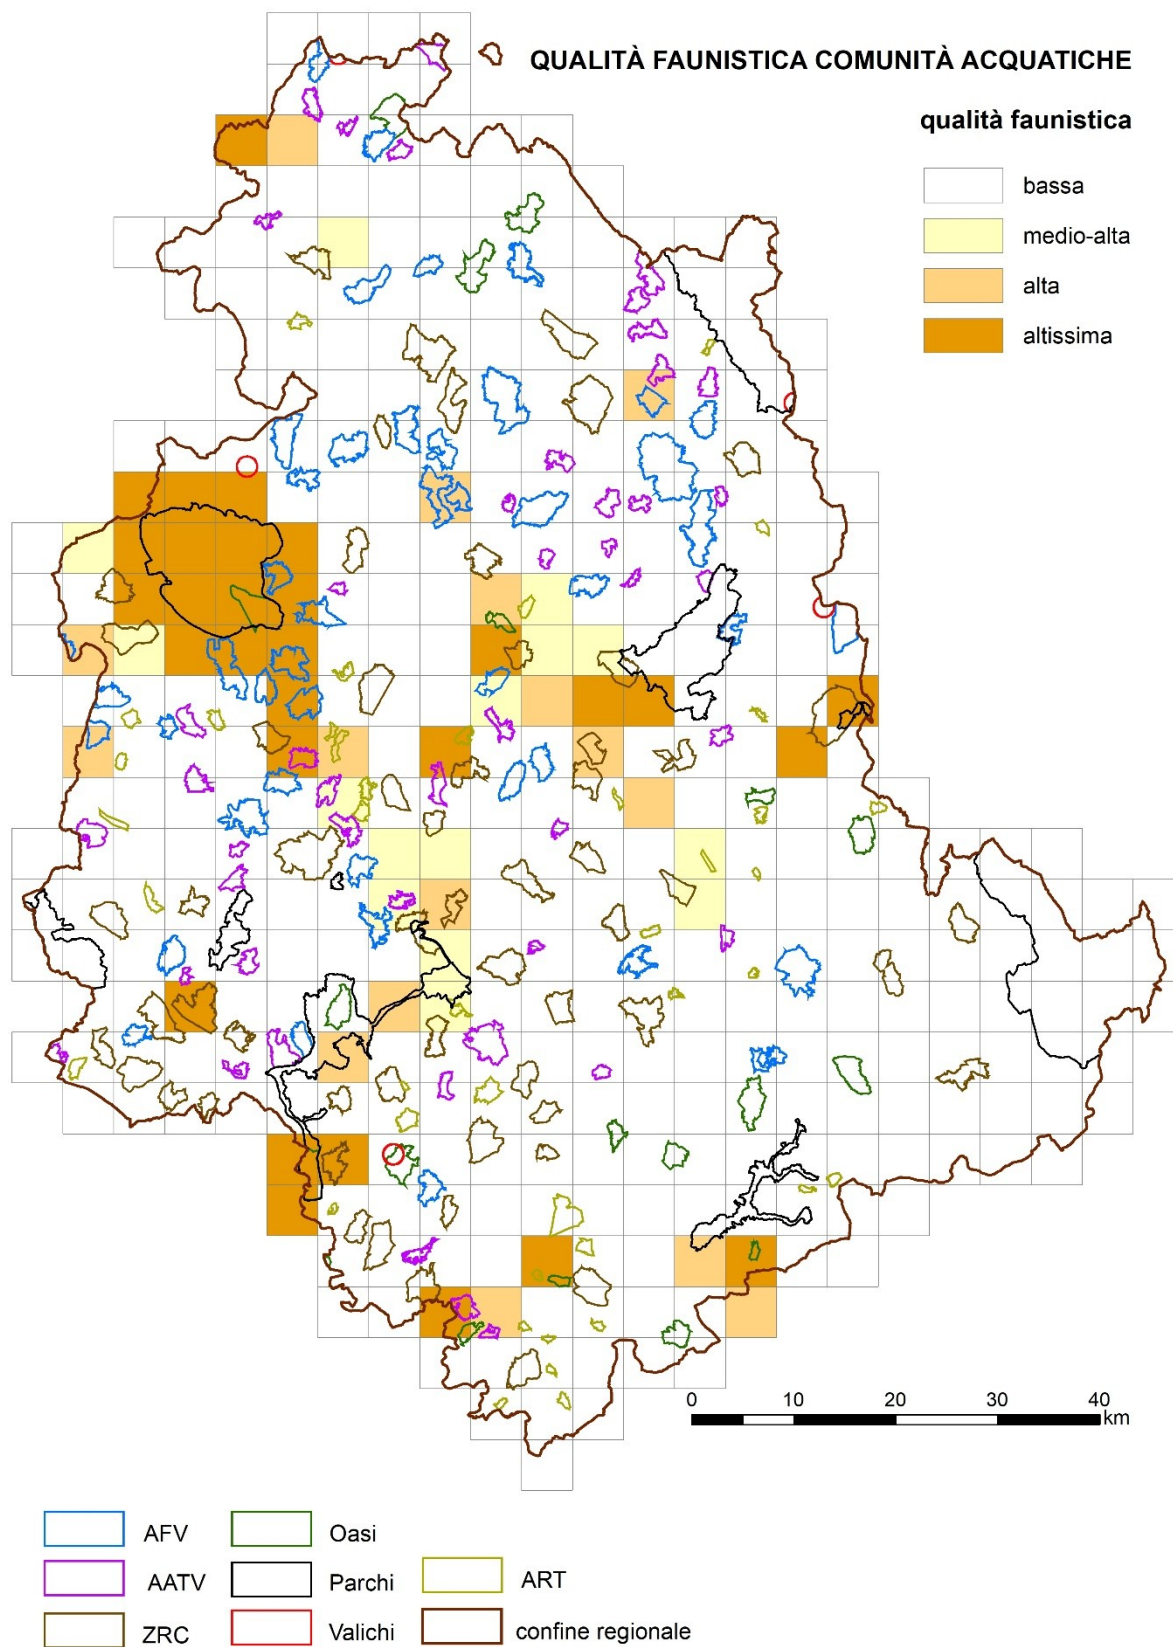 QUALITÀ FAUNISTICA COMUNITÀ ACQUATICHE
qualità faunistica
bassa
medio-alta
alta
altissima
0 10 20 30 40
km
AFV Oasi
AATV Parchi ART
ZRC Valichi confine regionale